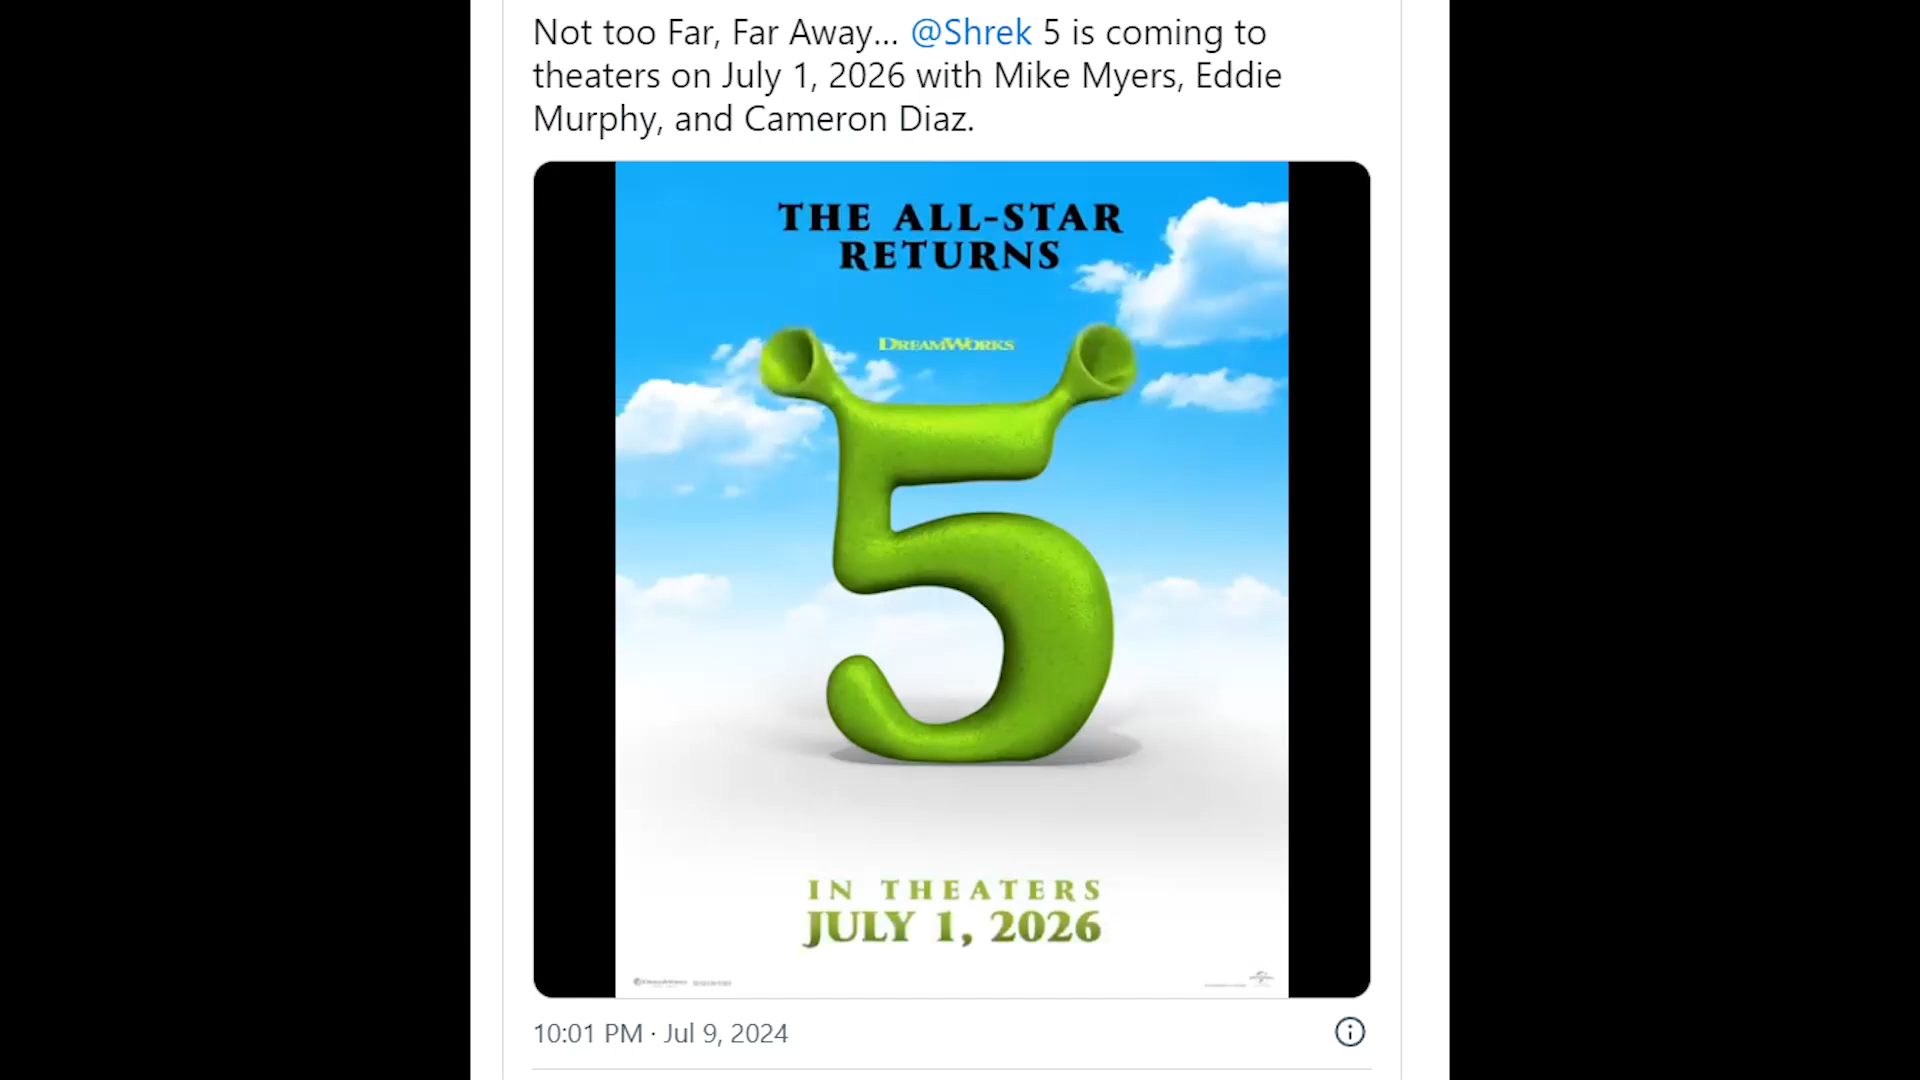 Not too Far, Far Away... @Shrek 5 is coming to
theaters on July 1, 2026 with Mike Myers, Eddie
Murphy, and Cameron Diaz.
THE ALL-STAR
RETURNS
DREAMWORKS
5
IN THEATERS
JULY 1, 2026
DREAMWORKS
10:01 PM · Jul 9, 2024